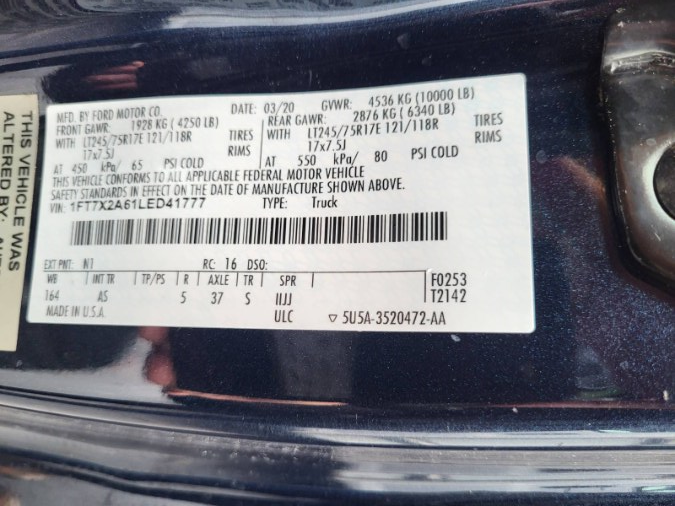 MFD. BY FORD MOTOR CO. DATE: 03/20 GVWR: 4536 KG (10000 LB)
FRONT GAWR: 1928 KG (4250 LB) REAR GAWR: 2876 KG (6340 LB)
WITH LT245/75R17E 121/118R TIRES WITH LT245/75R17E 121/118R TIRES
17x7.5J RIMS 17x7.5J RIMS
AT 450 kPa/ 65 PSI COLD AT 550 kPa/ 80 PSI COLD
THIS VEHICLE CONFORMS TO ALL APPLICABLE FEDERAL MOTOR VEHICLE
SAFETY STANDARDS IN EFFECT ON THE DATE OF MANUFACTURE SHOWN ABOVE.
VIN: 1FT7X2A61LED41777 TYPE: Truck
EXT PNT: N1 RC: 16 DSO:
WB INT TR TP/PS R AXLE TR SPR F0253
164 AS 5 37 S IIJJ T2142
MADE IN U.S.A. ULC ▽ 5U5A-3520472-AA
THIS VEHICLE WAS
ALTERED BY: